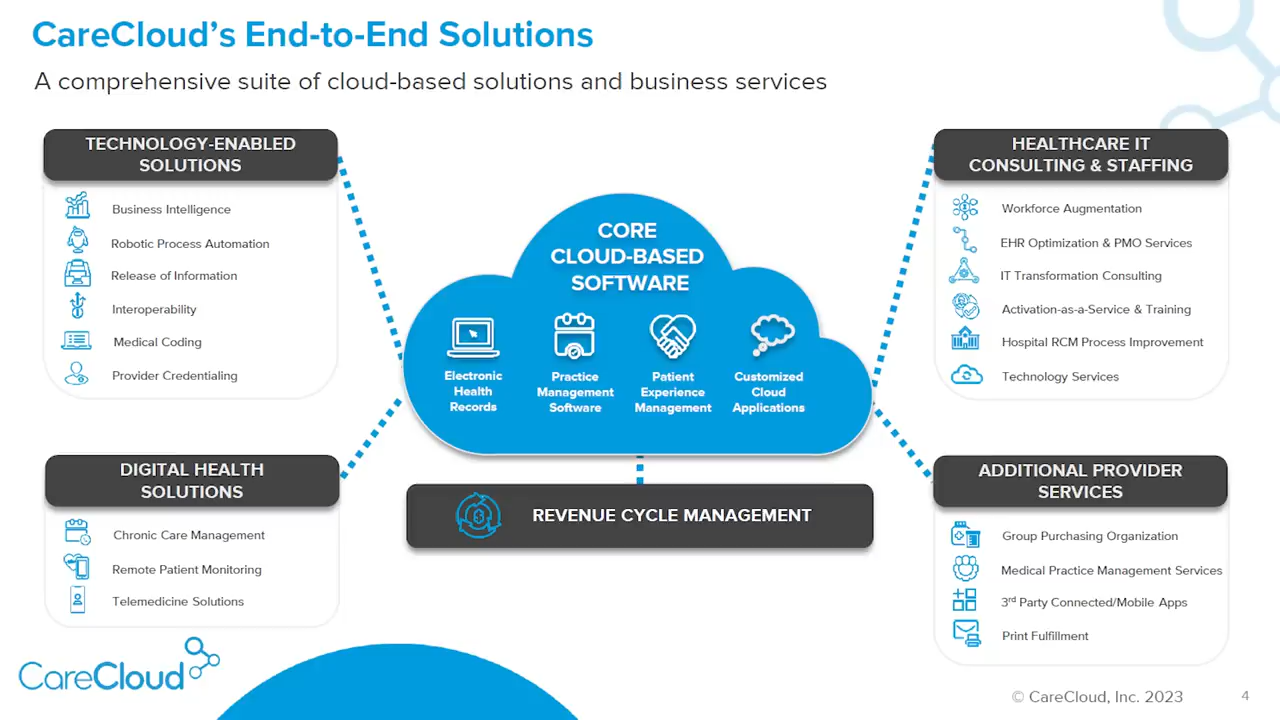 CareCloud’s End-to-End Solutions
A comprehensive suite of cloud-based solutions and business services
TECHNOLOGY-ENABLED
SOLUTIONS
Business Intelligence
Robotic Process Automation
Release of Information
Interoperability
Medical Coding
Provider Credentialing
DIGITAL HEALTH
SOLUTIONS
Chronic Care Management
Remote Patient Monitoring
Telemedicine Solutions
CORE
CLOUD-BASED
SOFTWARE
Electronic
Health
Records
Practice
Management
Software
Patient
Experience
Management
Customized
Cloud
Applications
$
REVENUE CYCLE MANAGEMENT
HEALTHCARE IT
CONSULTING & STAFFING
Workforce Augmentation
EHR Optimization & PMO Services
IT Transformation Consulting
Activation-as-a-Service & Training
Hospital RCM Process Improvement
Technology Services
ADDITIONAL PROVIDER
SERVICES
Group Purchasing Organization
Medical Practice Management Services
3rd Party Connected/Mobile Apps
Print Fulfillment
CareCloud
© CareCloud, Inc. 2023
4